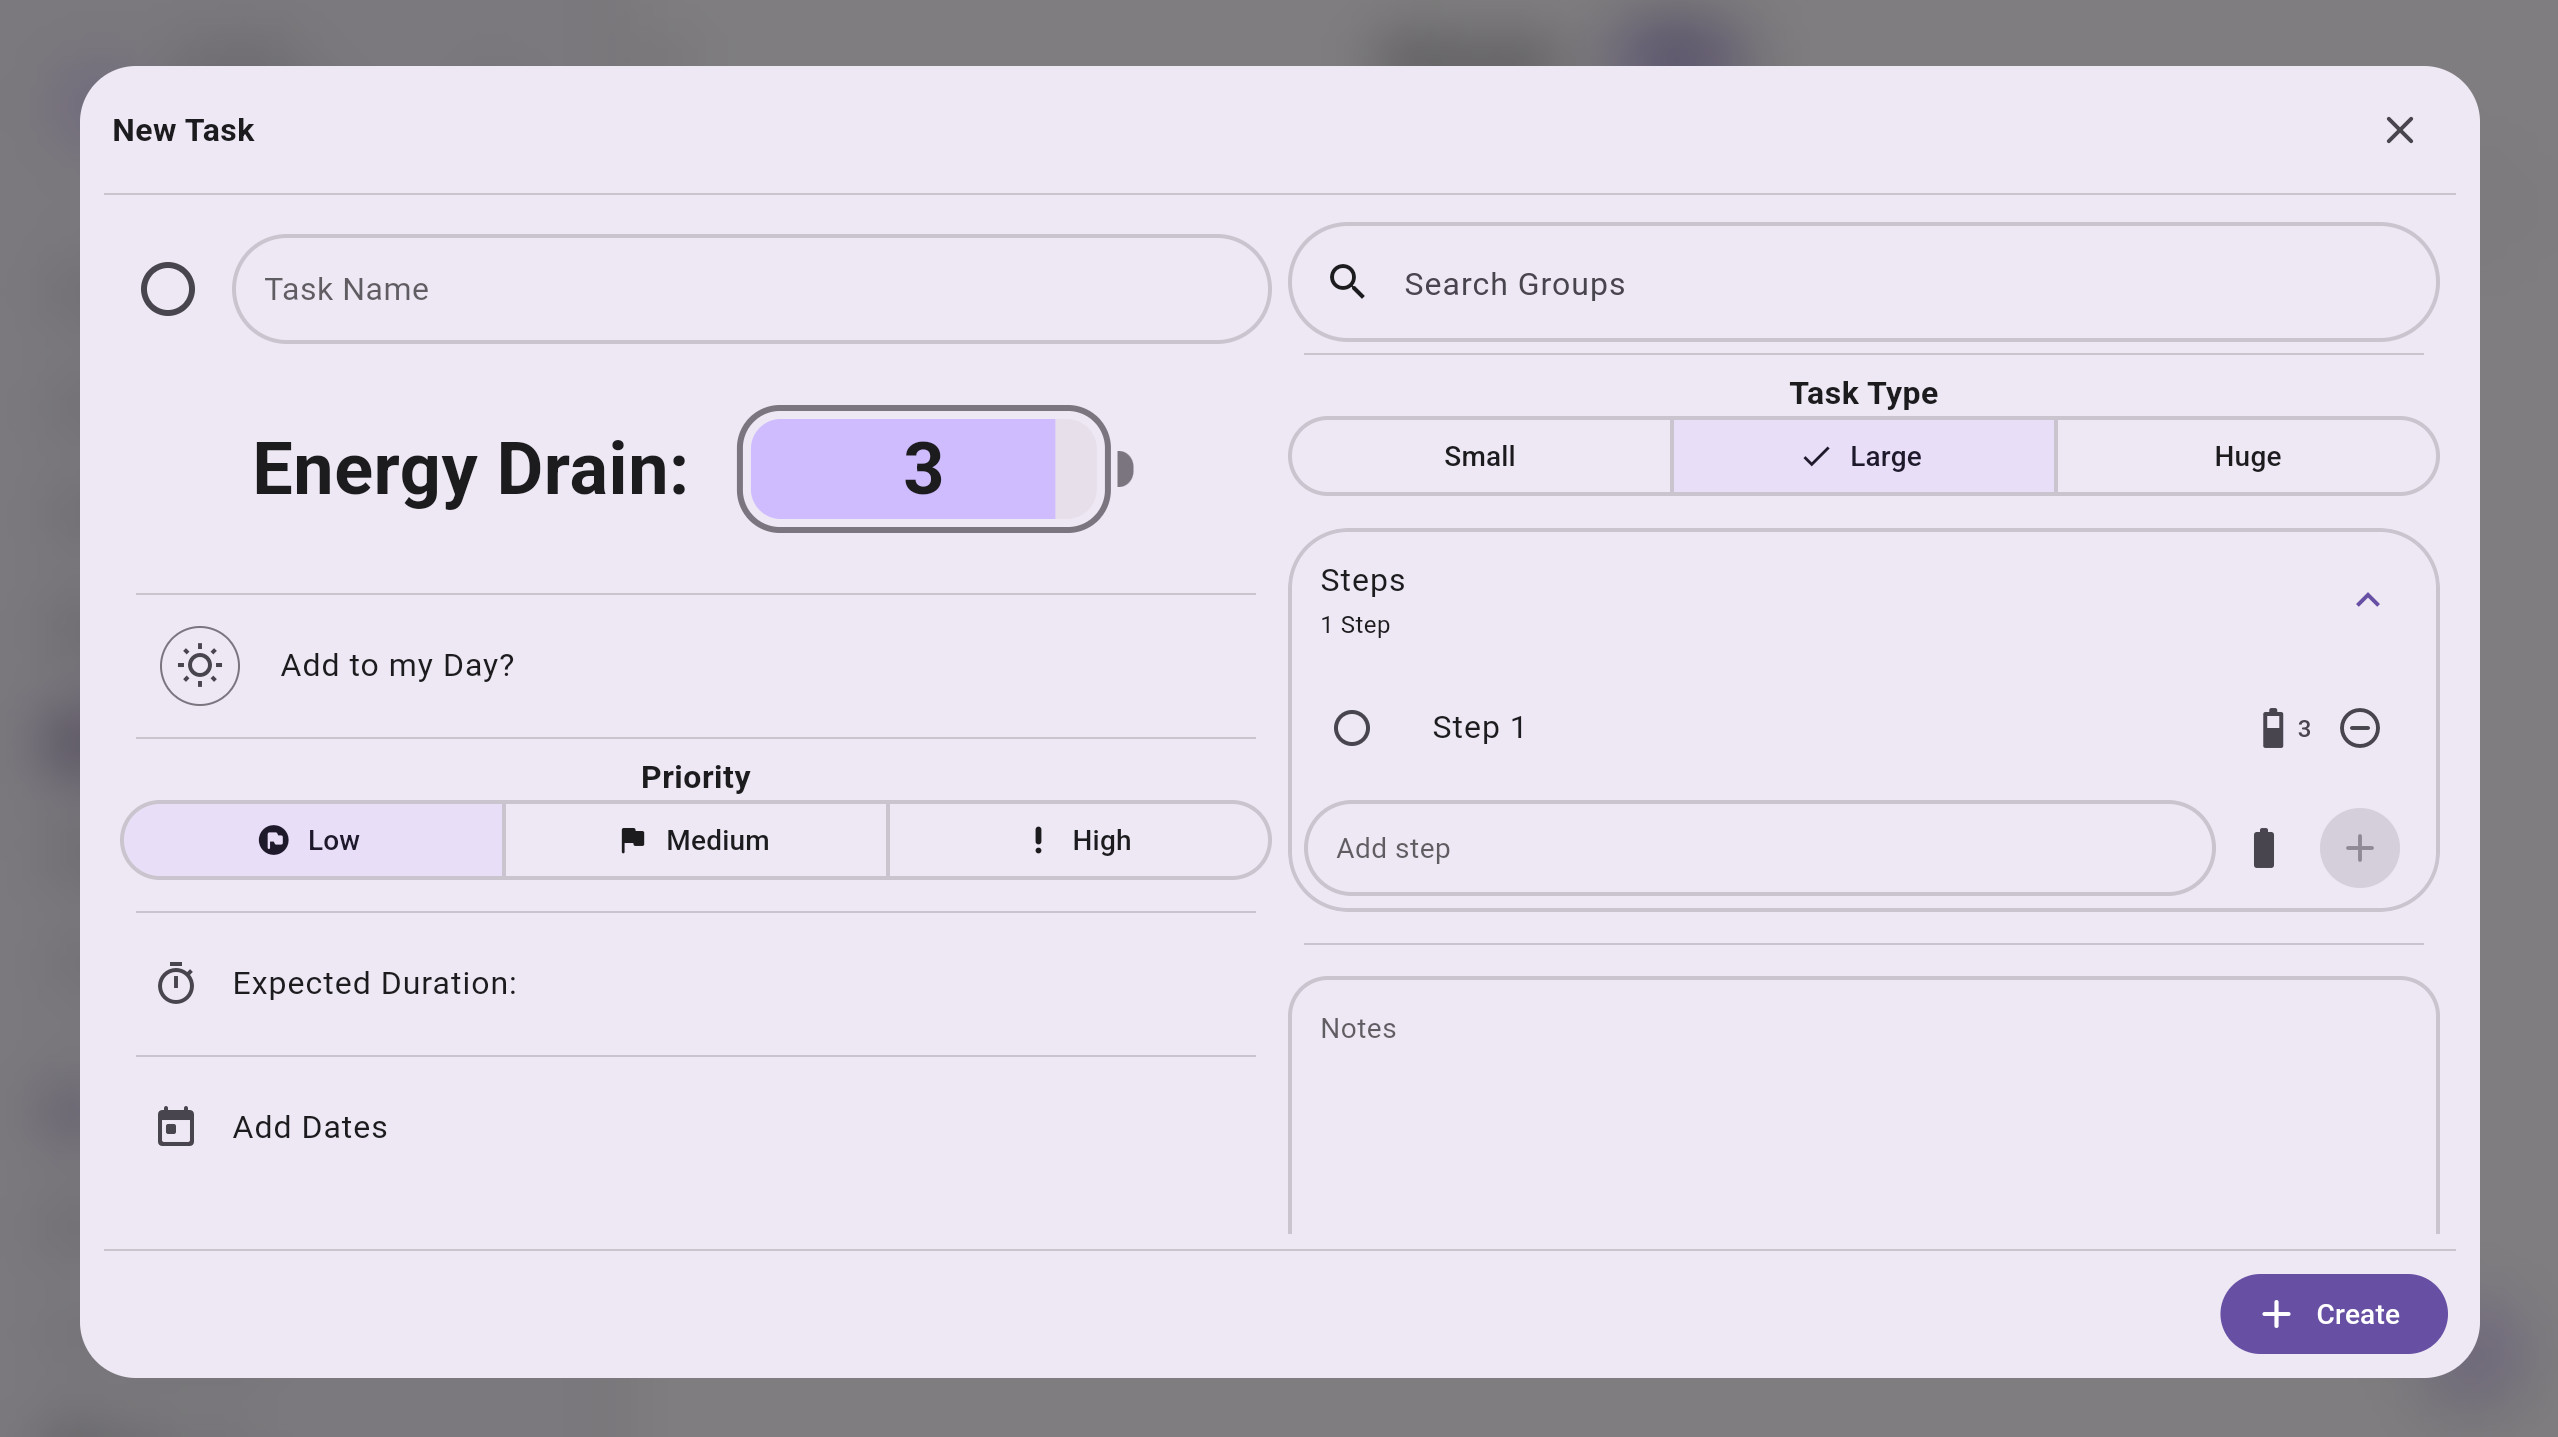 New Task
Task Name
Energy Drain:
3
Add to my Day?
Priority
Low
Medium
High
Expected Duration:
Add Dates
Search Groups
Task Type
Small
Large
Huge
Steps
1 Step
Step 1
3
Add step
Notes
Create